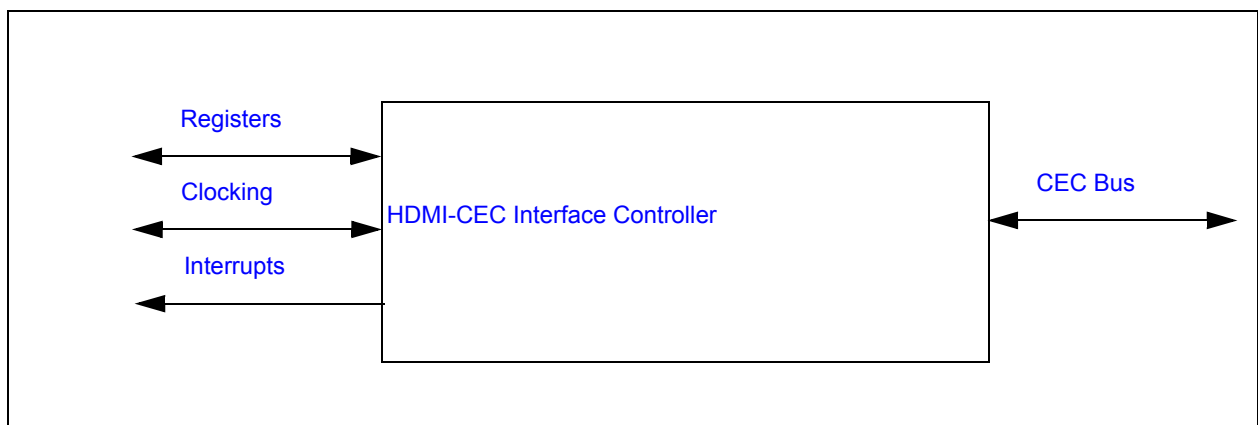 Registers
Clocking
Interrupts
HDMI-CEC Interface Controller
CEC Bus